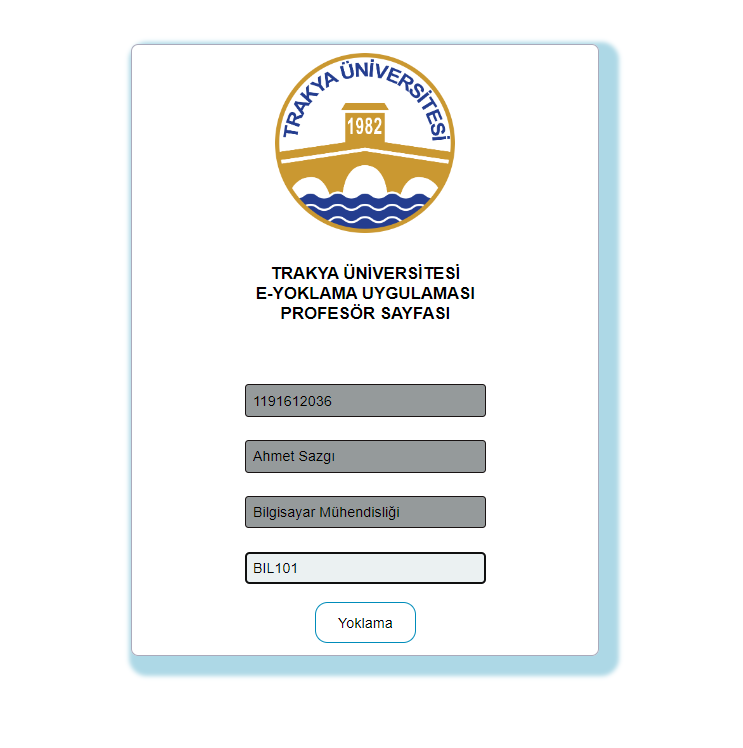 TRAKYA ÜNİVERSİTESİ
1982
TRAKYA ÜNİVERSİTESİ
E-YOKLAMA UYGULAMASI
PROFESÖR SAYFASI
1191612036
Ahmet Sazgı
Bilgisayar Mühendisliği
BIL101
Yoklama